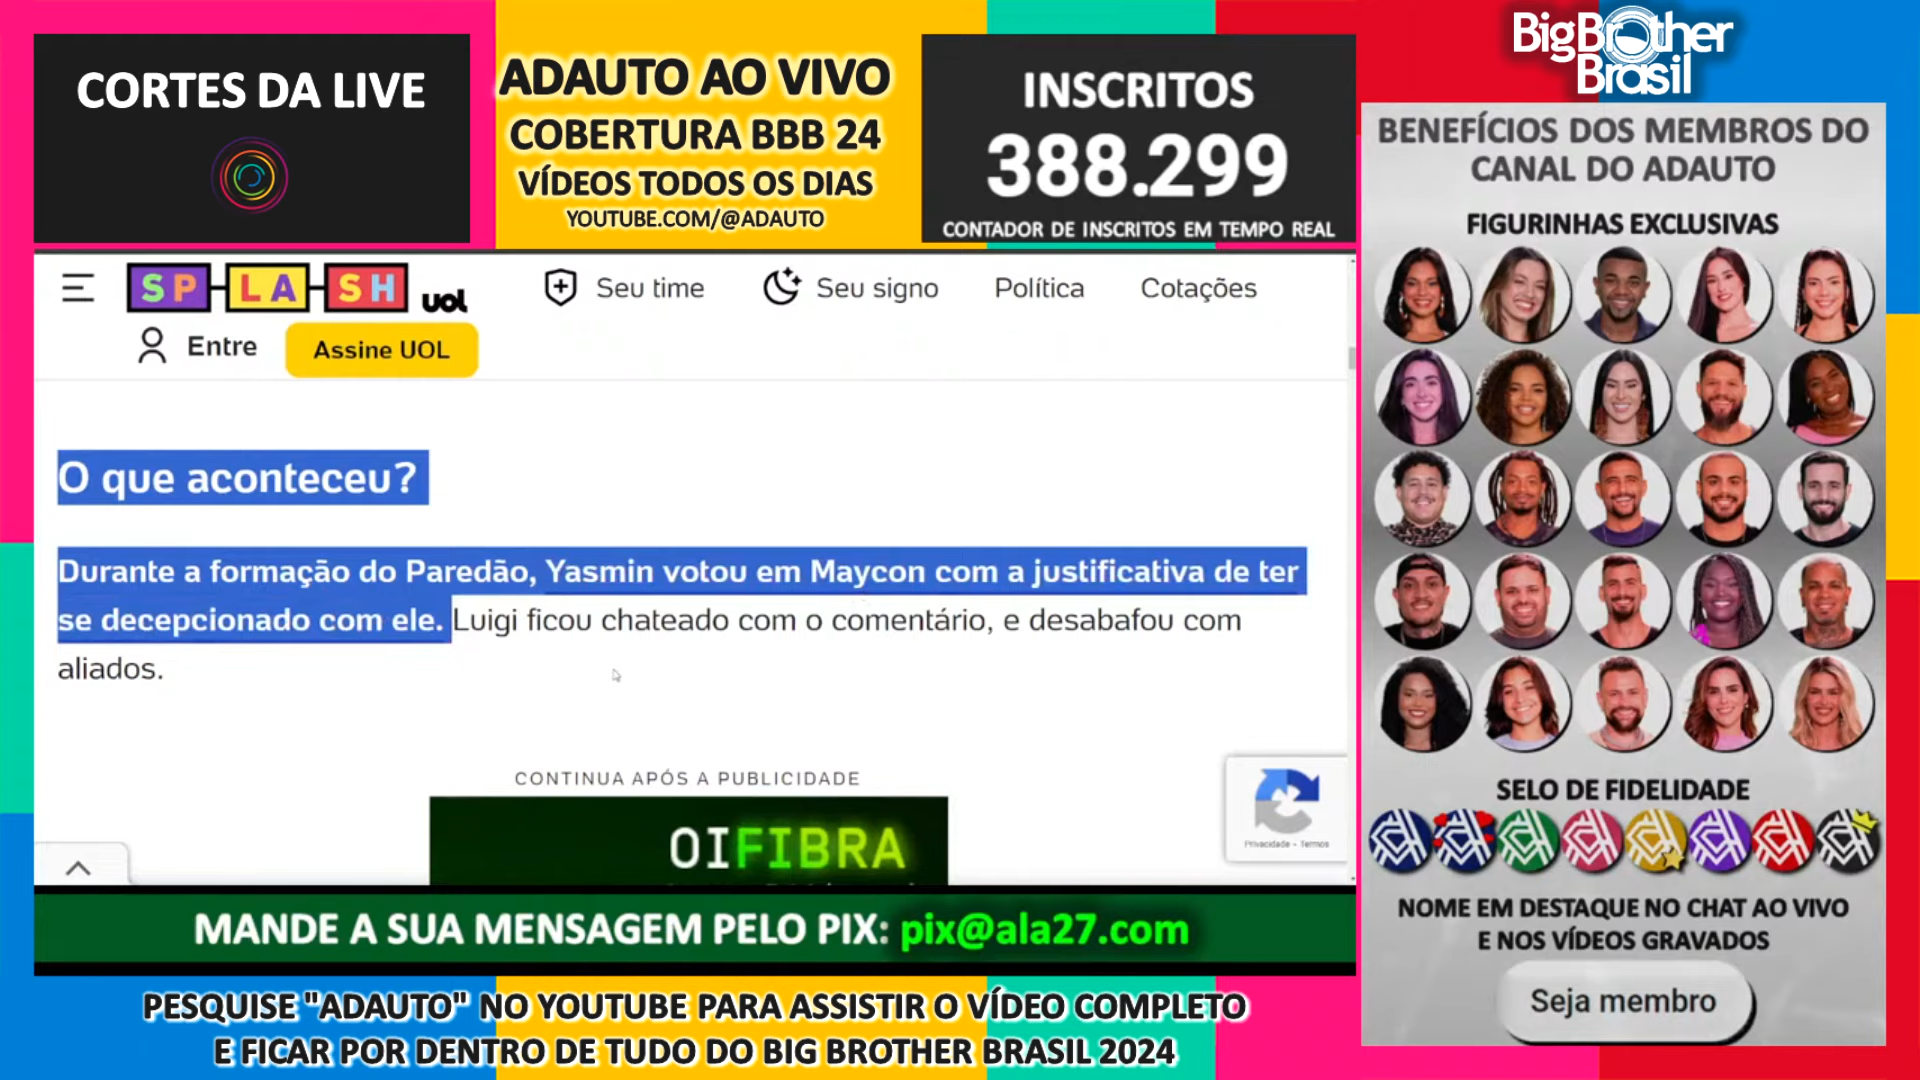 CORTES DA LIVE
ADAUTO AO VIVO
COBERTURA BBB 24
VÍDEOS TODOS OS DIAS
YOUTUBE.COM/@ADAUTO
INSCRITOS
388.299
CONTADOR DE INSCRITOS EM TEMPO REAL
BigBrother
Brasil
SPLASH uol
Seu time
Seu signo
Política
Cotações
Entre
Assine UOL
O que aconteceu?
Durante a formação do Paredão, Yasmin votou em Maycon com a justificativa de ter
se decepcionado com ele. Luigi ficou chateado com o comentário, e desabafou com
aliados.
CONTINUA APÓS A PUBLICIDADE
OIFIBRA
Privacidade - Termos
MANDE A SUA MENSAGEM PELO PIX: pix@ala27.com
PESQUISE "ADAUTO" NO YOUTUBE PARA ASSISTIR O VÍDEO COMPLETO
E FICAR POR DENTRO DE TUDO DO BIG BROTHER BRASIL 2024
BENEFÍCIOS DOS MEMBROS DO
CANAL DO ADAUTO
FIGURINHAS EXCLUSIVAS
SELO DE FIDELIDADE
NOME EM DESTAQUE NO CHAT AO VIVO
E NOS VÍDEOS GRAVADOS
Seja membro